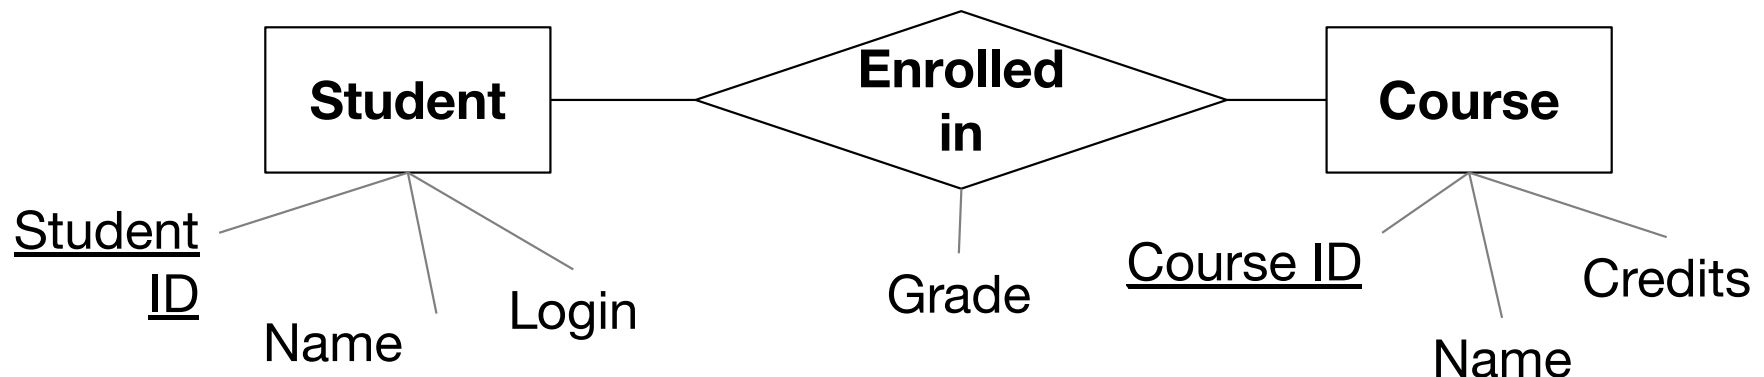 Student
Enrolled
in
Course
Student
ID
Name
Login
Grade
Course ID
Name
Credits